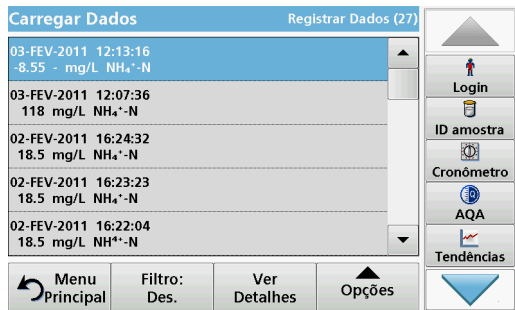 Carregar Dados
Registrar Dados (27)
03-FEV-2011 12:13:16
-8.55 - mg/L NH₄⁺-N
03-FEV-2011 12:07:36
118 mg/L NH₄⁺-N
02-FEV-2011 16:24:32
18.5 mg/L NH₄⁺-N
02-FEV-2011 16:23:23
18.5 mg/L NH₄⁺-N
02-FEV-2011 16:22:04
18.5 mg/L NH⁴⁺-N
Menu
Principal
Filtro:
Des.
Ver
Detalhes
Opções
Login
ID amostra
Cronômetro
AQA
Tendências